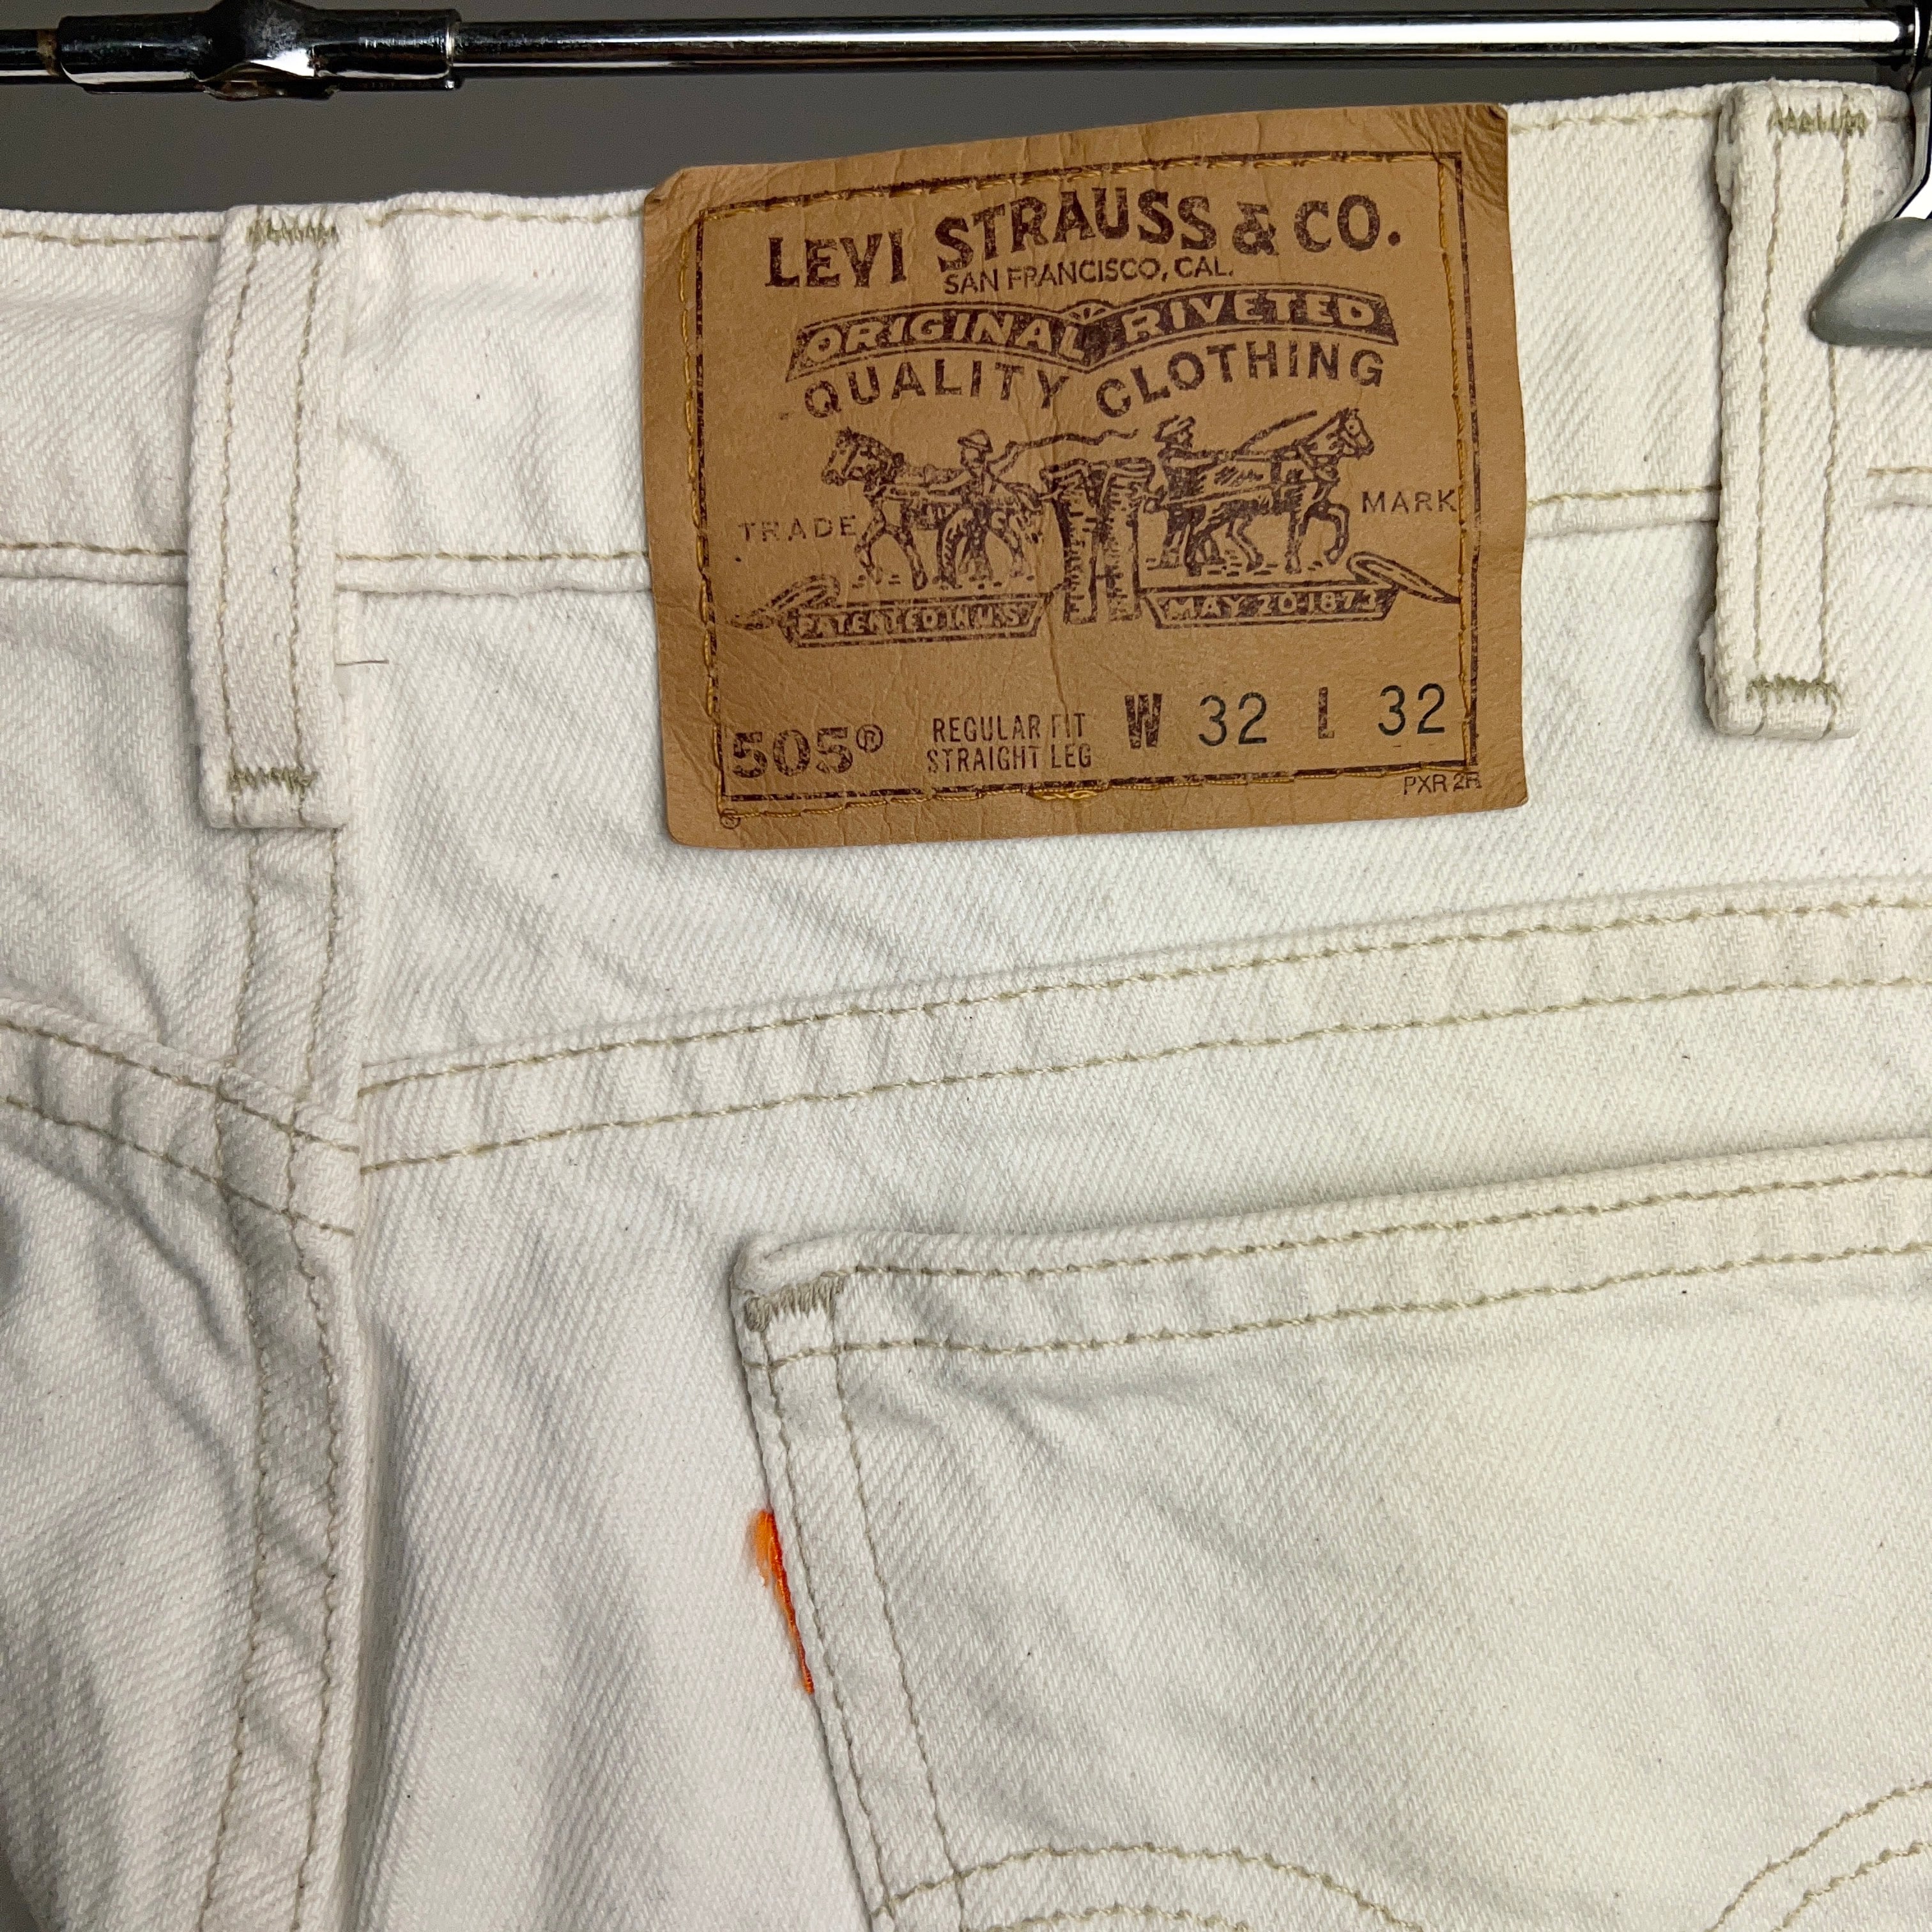 LEVI STRAUSS & CO.
SAN FRANCISCO, CAL.
ORIGINAL RIVETED
QUALITY CLOTHING
TRADE MARK
PATENTED IN U.S. MAY 20 1873
505® REGULAR FIT W 32 L 32
STRAIGHT LEG
PXR 2R
®